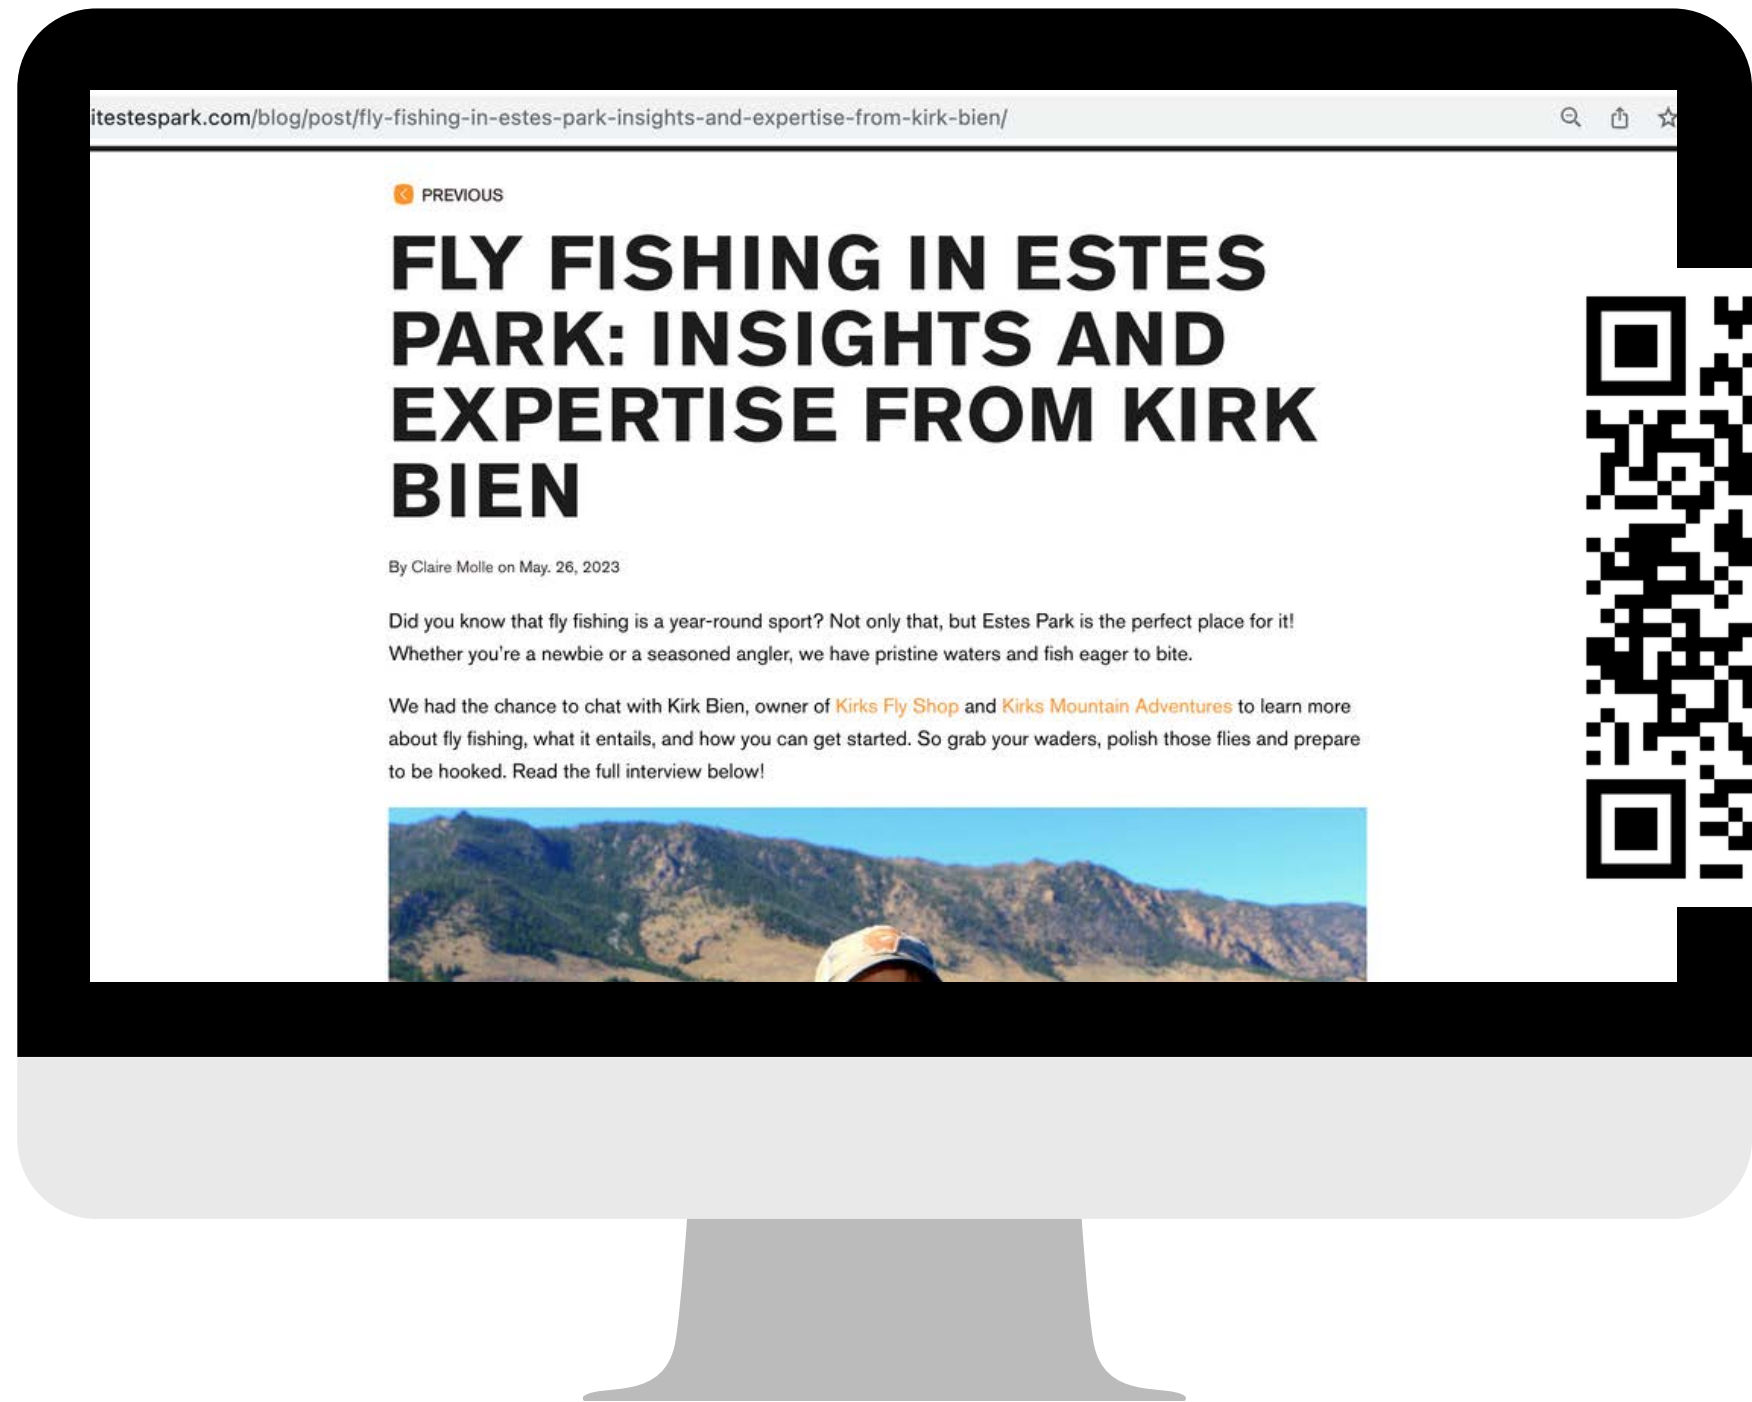 itestespark.com/blog/post/fly-fishing-in-estes-park-insights-and-expertise-from-kirk-bien/
PREVIOUS
FLY FISHING IN ESTES
PARK: INSIGHTS AND
EXPERTISE FROM KIRK
BIEN
By Claire Molle on May. 26, 2023
Did you know that fly fishing is a year-round sport? Not only that, but Estes Park is the perfect place for it!
Whether you're a newbie or a seasoned angler, we have pristine waters and fish eager to bite.
We had the chance to chat with Kirk Bien, owner of Kirks Fly Shop and Kirks Mountain Adventures to learn more
about fly fishing, what it entails, and how you can get started. So grab your waders, polish those flies and prepare
to be hooked. Read the full interview below!